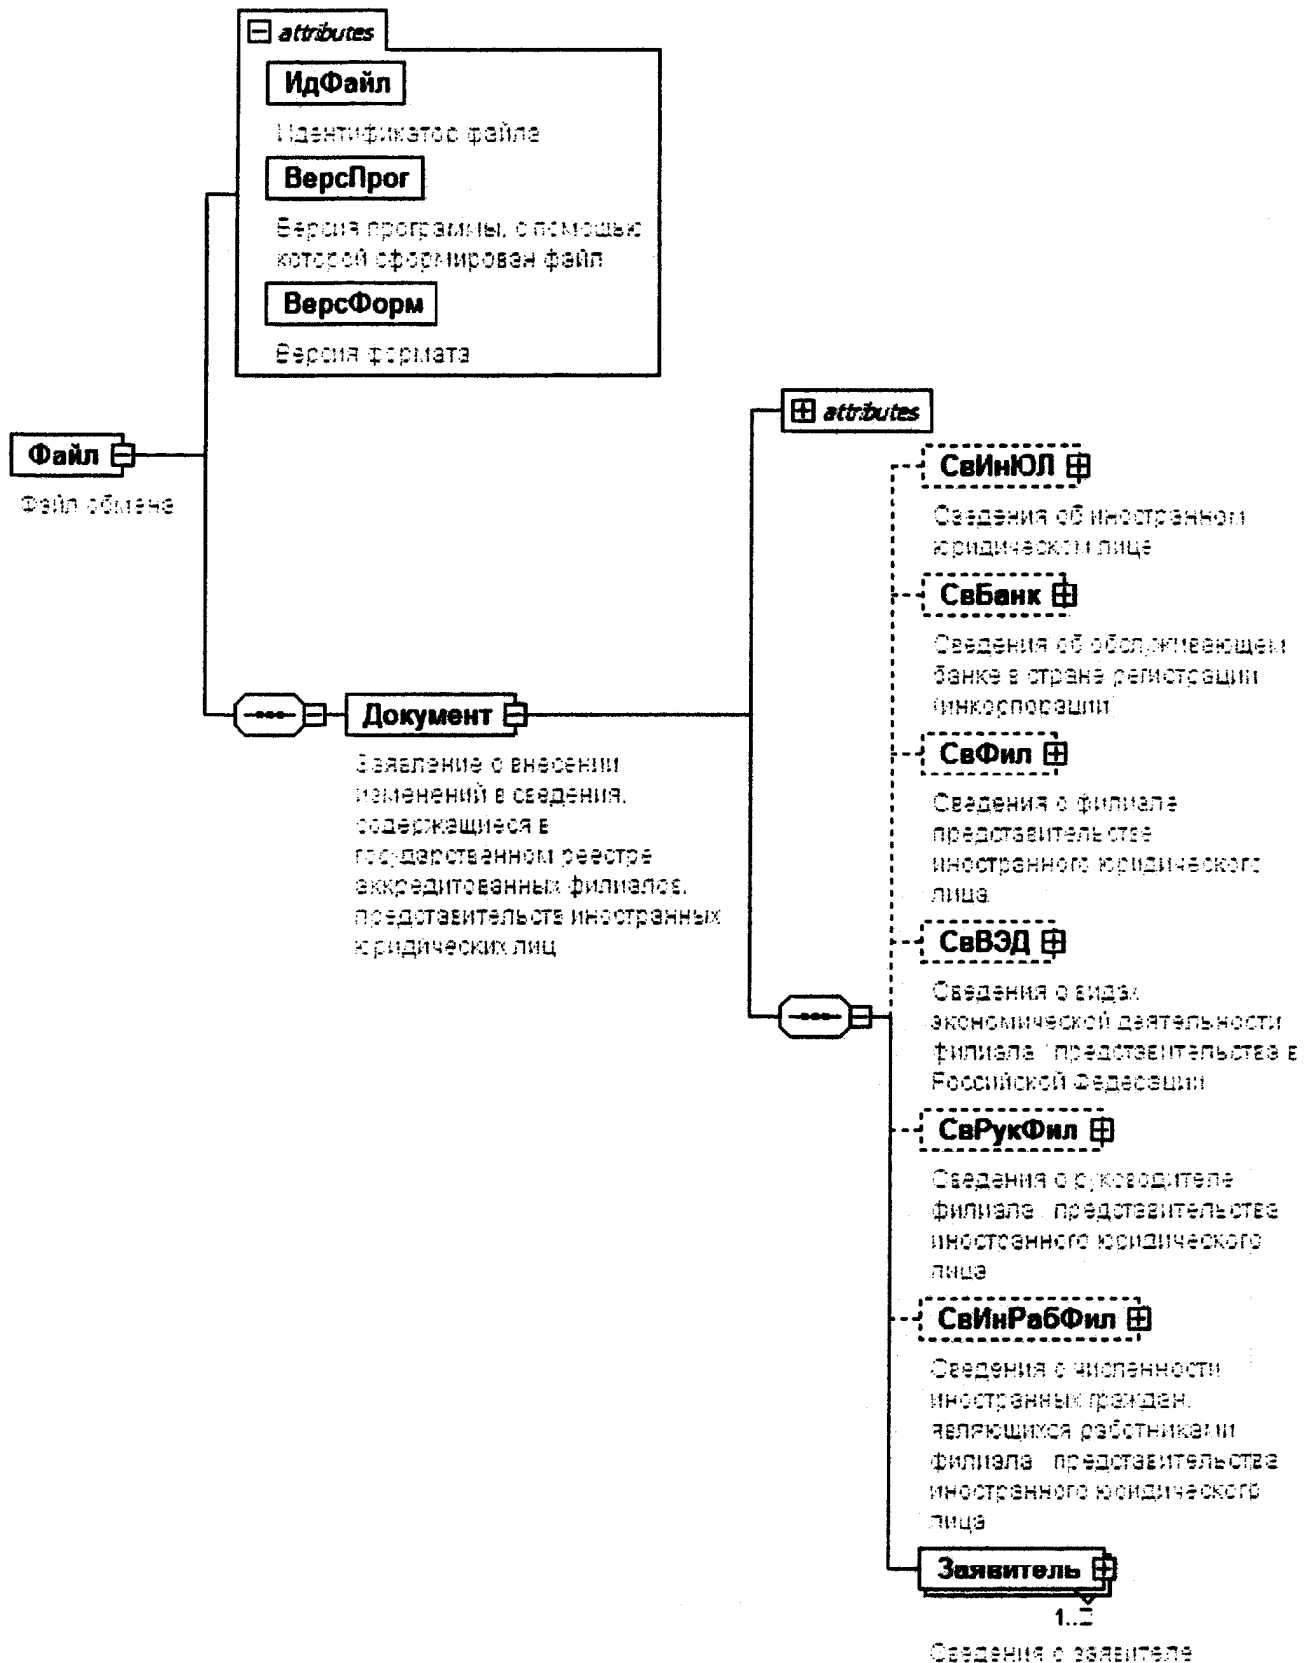 attributes
ИдФайл
Идентификатор файла
ВерсПрог
Версия программы, с помощью
которой сформирован файл
ВерсФорм
Версия формата
Файл
Файл обмена
Документ
Заявление о внесении
изменений в сведения,
содержащиеся в
государственном реестре
аккредитованных филиалов,
представительств иностранных
юридических лиц
attributes
СвИнЮЛ
Сведения об иностранном
юридическом лице
СвБанк
Сведения об обслуживающем
банке в стране регистрации
(инкорпорации)
СвФил
Сведения о филиале
представительстве
иностранного юридического
лица
СвВЭД
Сведения о видах
экономической деятельности
филиала представительства в
Российской Федерации
СвРукФил
Сведения о руководителе
филиала представительства
иностранного юридического
лица
СвИнРабФил
Сведения о численности
иностранных граждан,
являющихся работниками
филиала представительства
иностранного юридического
лица
Заявитель
Сведения о заявителе